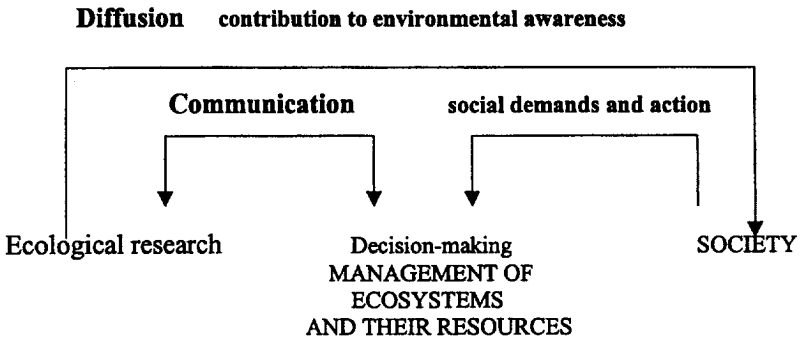 Diffusion contribution to environmental awareness
Communication social demands and action
Ecological research Decision-making SOCIETY
MANAGEMENT OF
ECOSYSTEMS
AND THEIR RESOURCES